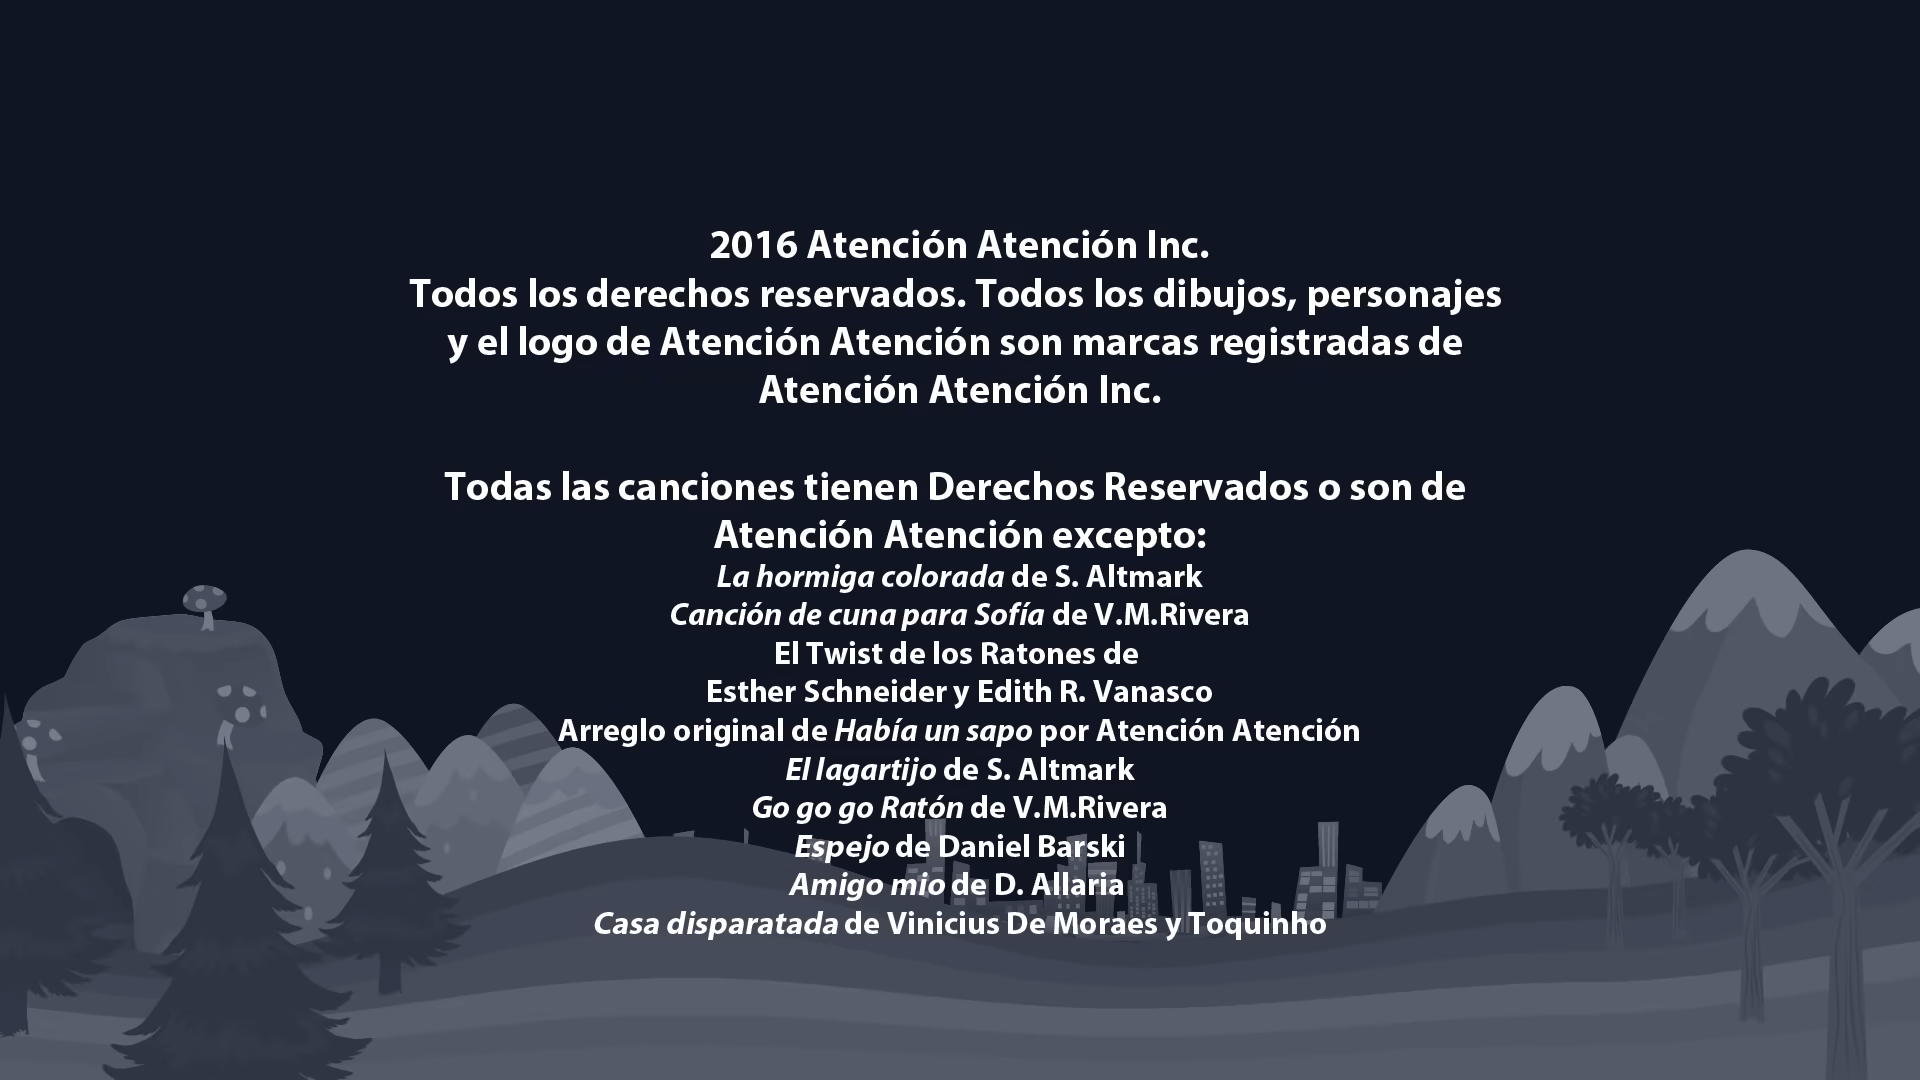 2016 Atención Atención Inc.
Todos los derechos reservados. Todos los dibujos, personajes
y el logo de Atención Atención son marcas registradas de
Atención Atención Inc.
Todas las canciones tienen Derechos Reservados o son de
Atención Atención excepto:
La hormiga colorada de S. Altmark
Canción de cuna para Sofía de V.M.Rivera
El Twist de los Ratones de
Esther Schneider y Edith R. Vanasco
Arreglo original de Había un sapo por Atención Atención
El lagartijo de S. Altmark
Go go go Ratón de V.M.Rivera
Espejo de Daniel Barski
Amigo mio de D. Allaria
Casa disparatada de Vinicius De Moraes y Toquinho